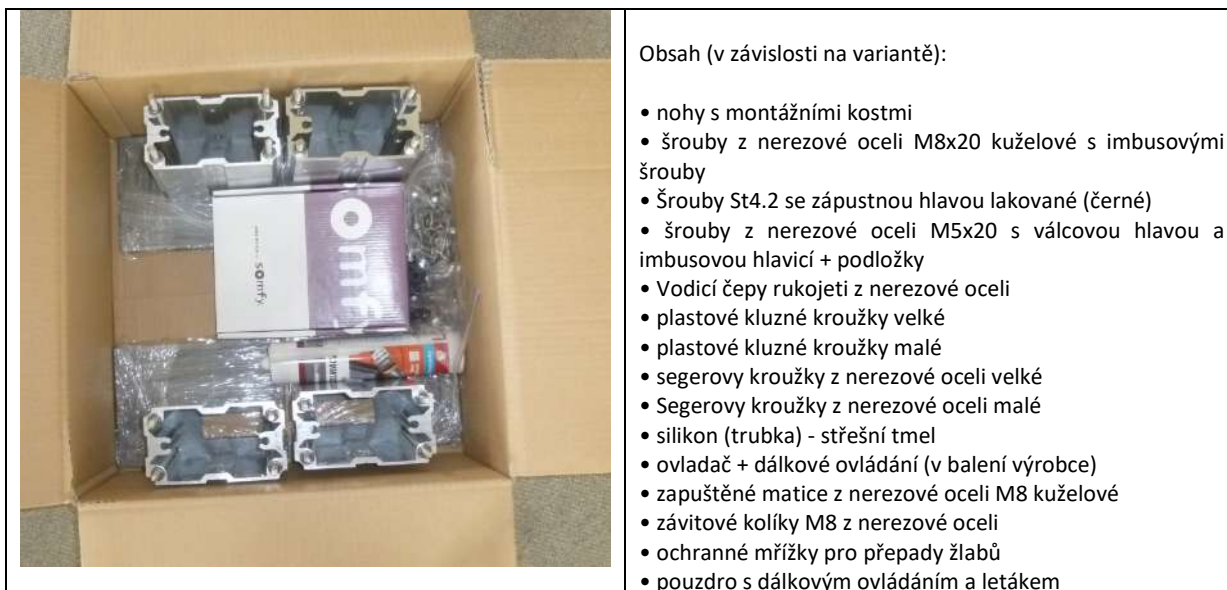 Obsah (v závislosti na variantě):
• nohy s montážními kostmi
• šrouby z nerezové oceli M8x20 kuželové s imbusovými
šrouby
• Šrouby St4.2 se zápustnou hlavou lakované (černé)
• šrouby z nerezové oceli M5x20 s válcovou hlavou a
imbusovou hlavicí + podložky
• Vodicí čepy rukojeti z nerezové oceli
• plastové kluzné kroužky velké
• plastové kluzné kroužky malé
• segerovy kroužky z nerezové oceli velké
• Segerovy kroužky z nerezové oceli malé
• silikon (trubka) - střešní tmel
• ovladač + dálkové ovládání (v balení výrobce)
• zapuštěné matice z nerezové oceli M8 kuželové
• závitové kolíky M8 z nerezové oceli
• ochranné mřížky pro přepady žlabů
• pouzdro s dálkovým ovládáním a letákem
somfy
omf